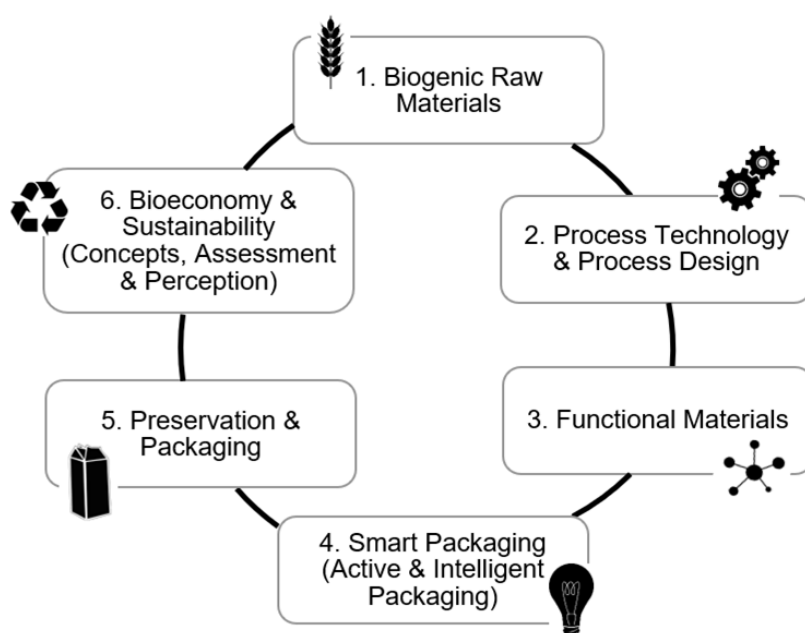 1. Biogenic Raw
Materials
2. Process Technology
& Process Design
3. Functional Materials
4. Smart Packaging
(Active & Intelligent
Packaging)
5. Preservation &
Packaging
6. Bioeconomy &
Sustainability
(Concepts, Assessment
& Perception)